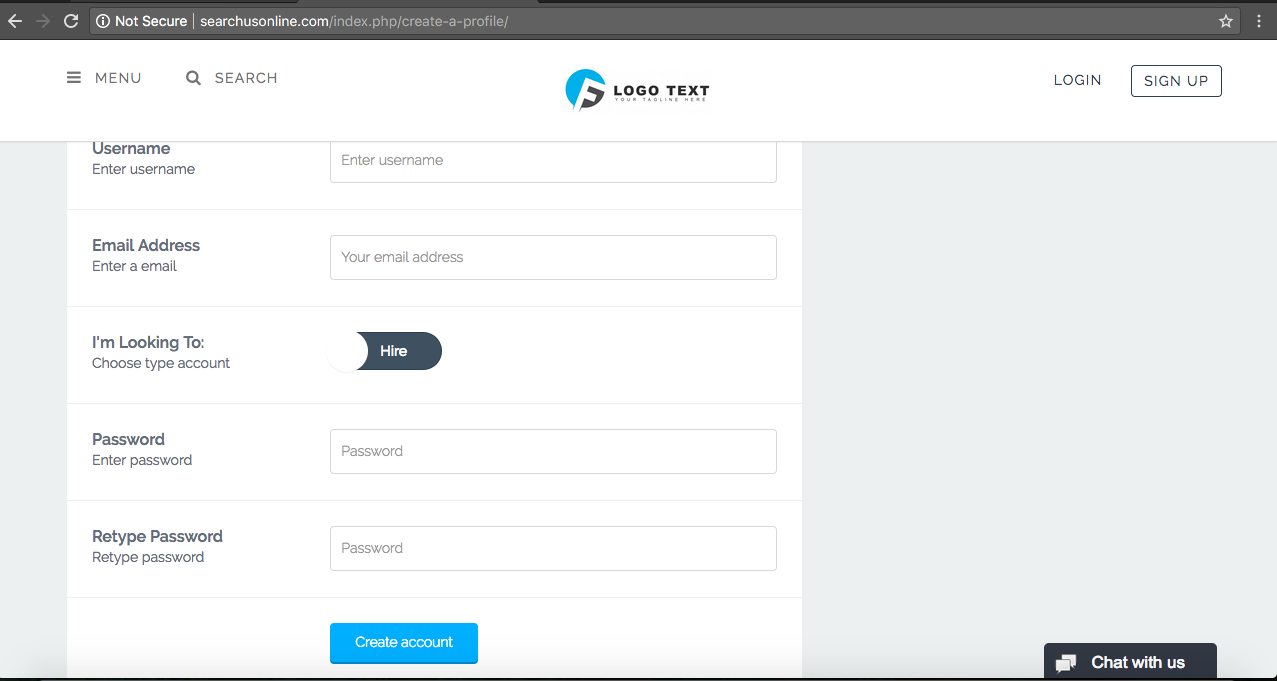 Not Secure | searchusonline.com/index.php/create-a-profile/
MENU SEARCH
LOGO TEXT
YOUR TAGLINE HERE
LOGIN SIGN UP
Username
Enter username
Enter username
Email Address
Enter a email
Your email address
I'm Looking To:
Choose type account
Hire
Password
Enter password
Password
Retype Password
Retype password
Password
Create account
Chat with us